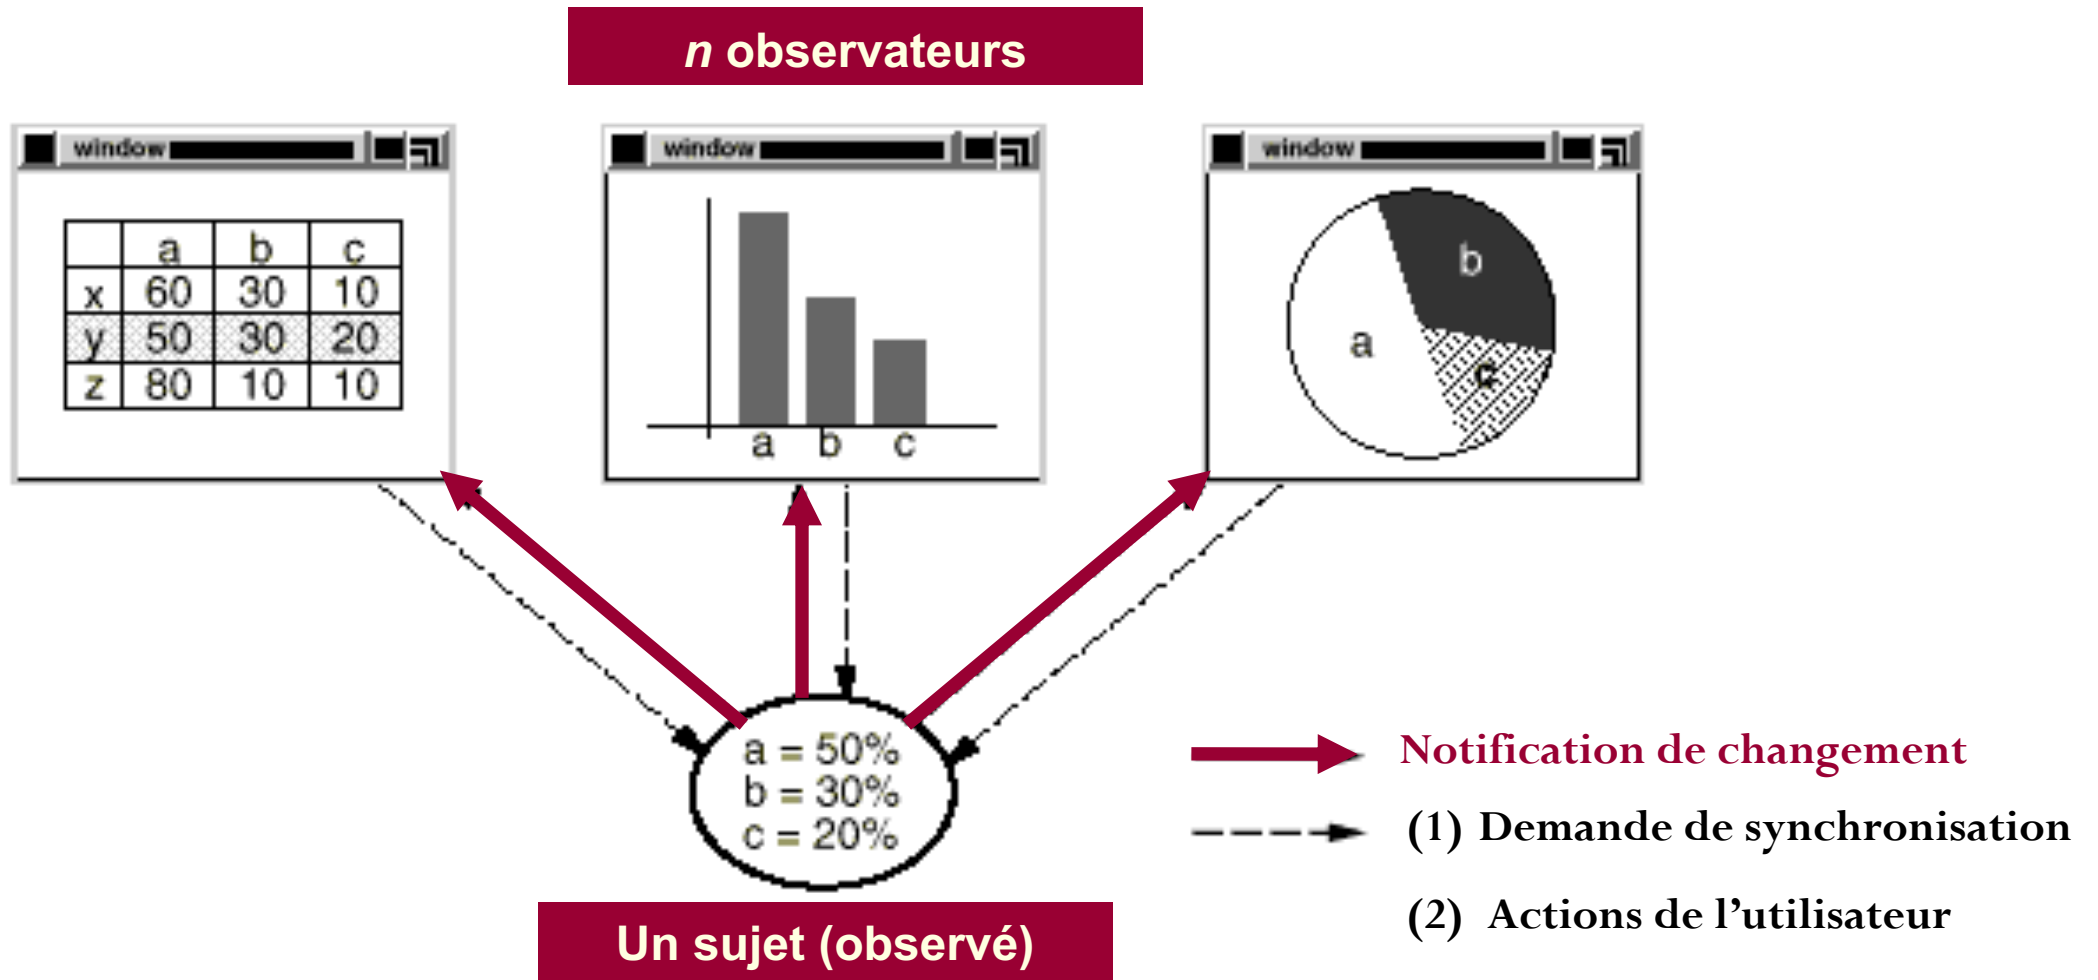 n observateurs
window
a b c
x 60 30 10
y 50 30 20
z 80 10 10
window
a b c
window
b
a
c
a = 50%
b = 30%
c = 20%
Un sujet (observé)
Notification de changement
(1) Demande de synchronisation
(2) Actions de l’utilisateur